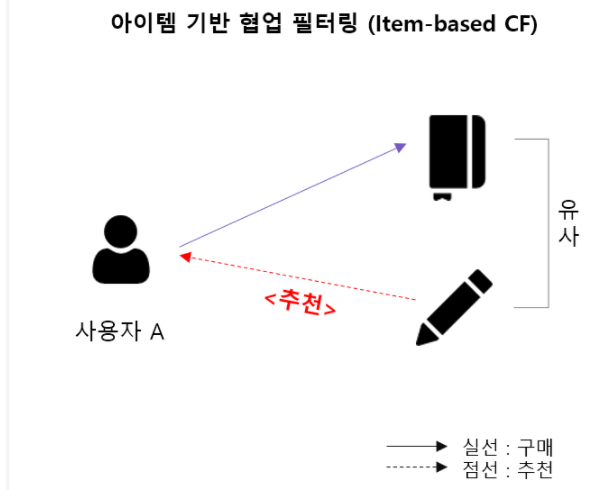 아이템 기반 협업 필터링 (Item-based CF)
유
사
<추천>
사용자 A
실선 : 구매
점선 : 추천